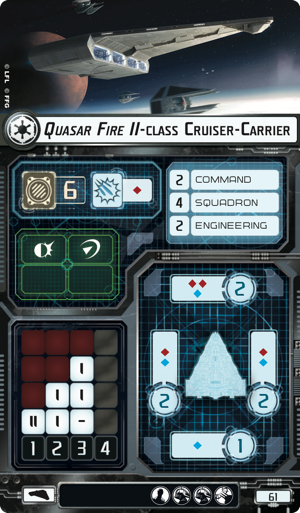 © LFL © FFG
QUASAR FIRE II-CLASS CRUISER-CARRIER
6
2 COMMAND
4 SQUADRON
2 ENGINEERING
2
2 2
1
I
I I
II I -
1 2 3 4
61